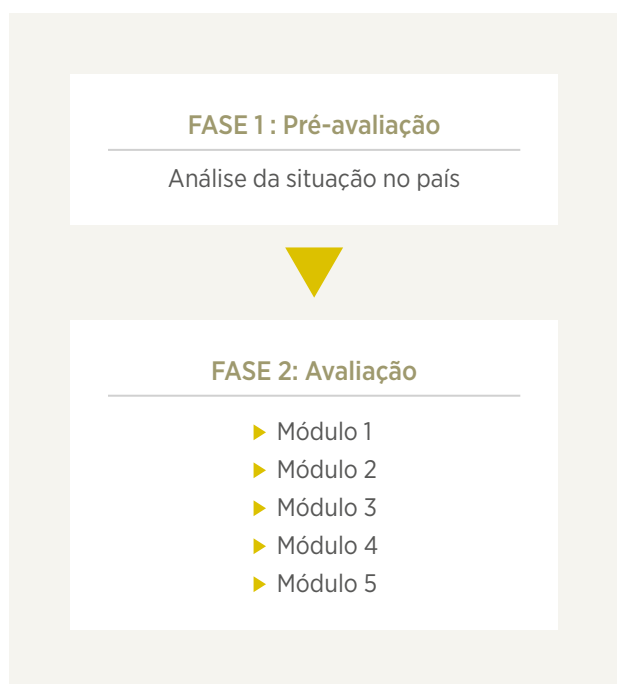 FASE 1 : Pré-avaliação
Análise da situação no país
FASE 2: Avaliação
Módulo 1
Módulo 2
Módulo 3
Módulo 4
Módulo 5